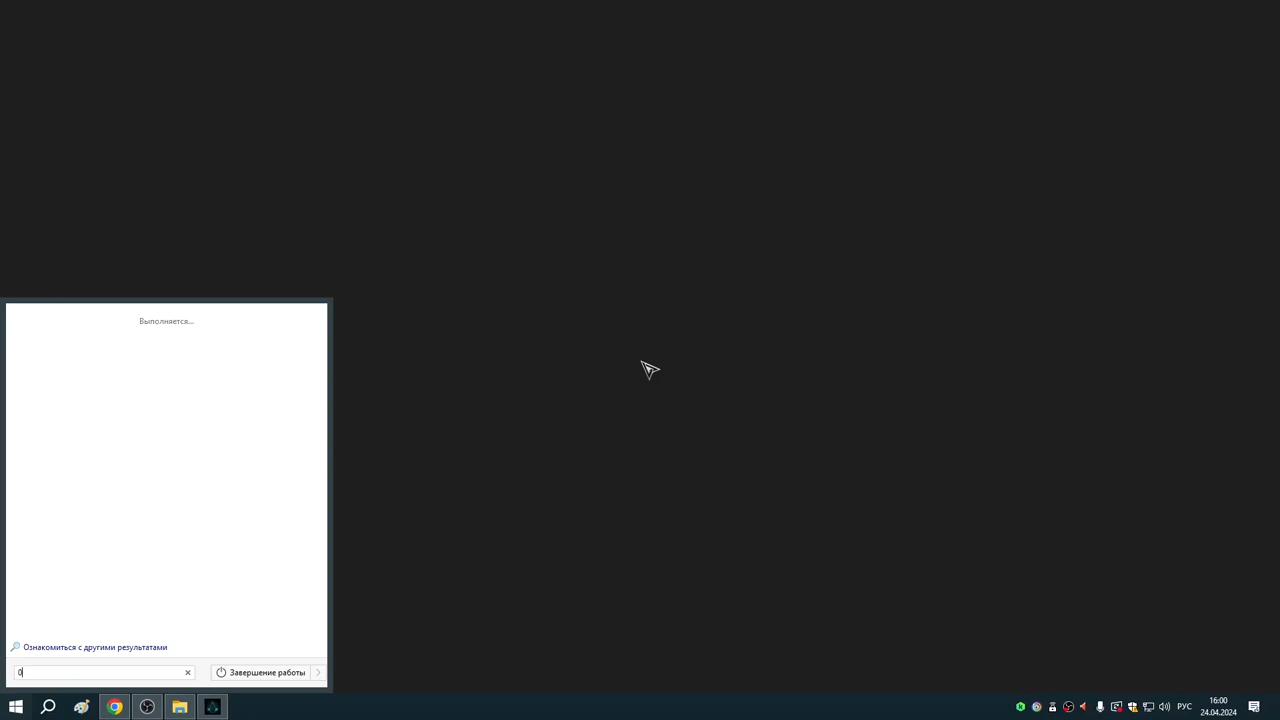 Выполняется...
Ознакомиться с другими результатами
0
Завершение работы
РУС
16:00
24.04.2024